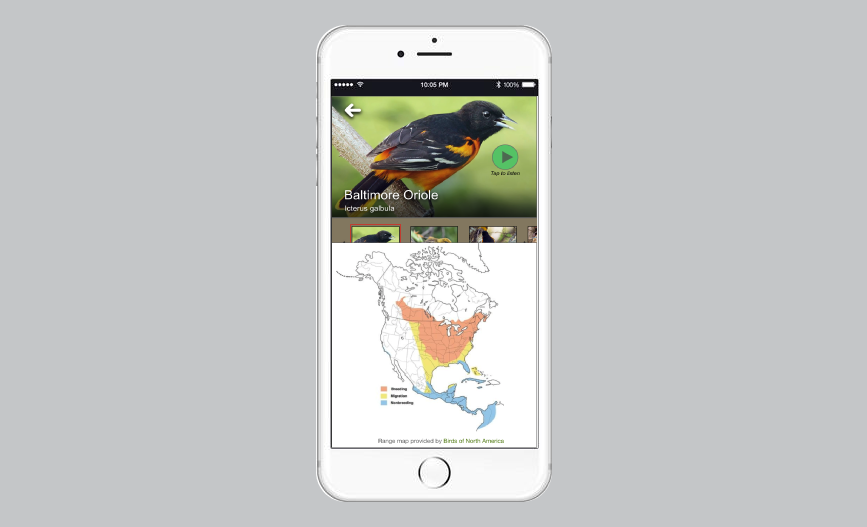 10:05 PM
100%
Tap to listen
Baltimore Oriole
Icterus galbula
Breeding
Migration
Nonbreeding
Range map provided by Birds of North America